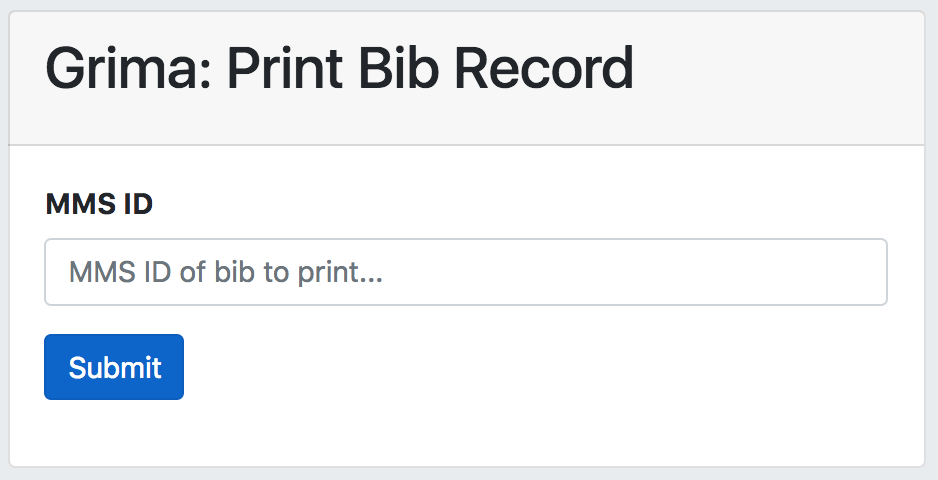 Grima: Print Bib Record
MMS ID
MMS ID of bib to print...
Submit